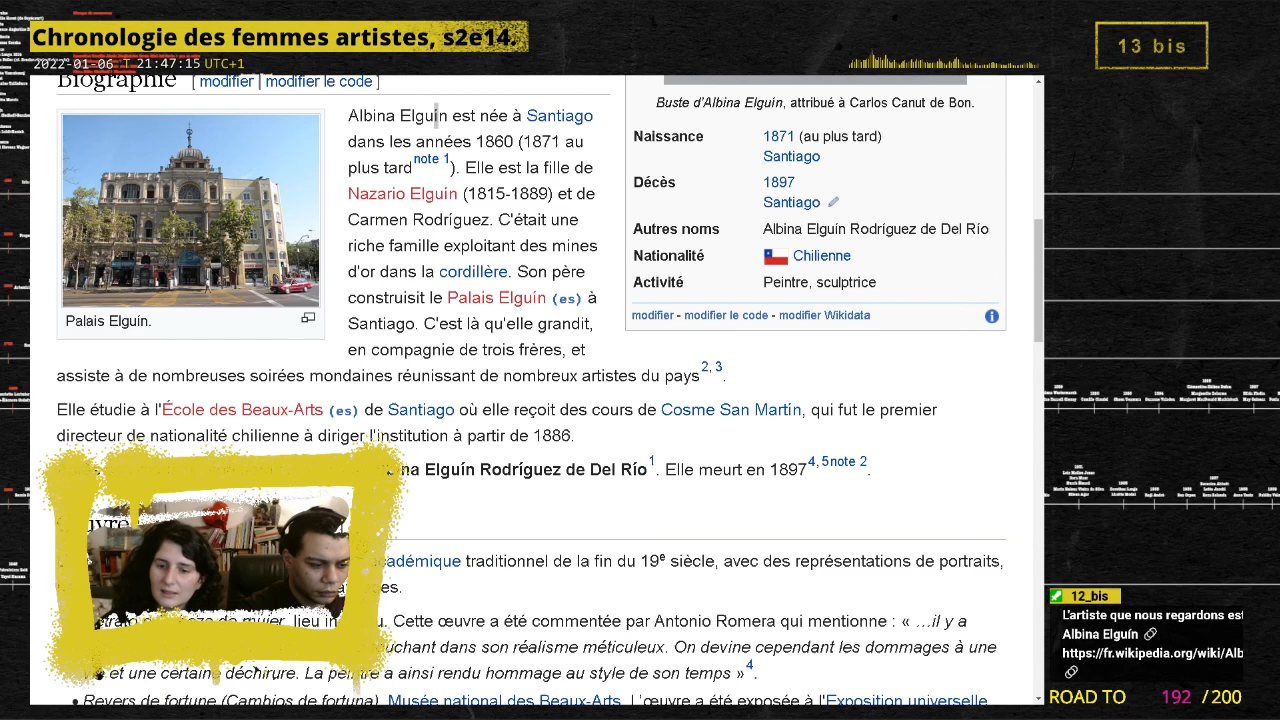 Chronologie des femmes artistes, s2e14.
2022-01-06 T 21:47:15 UTC+1
13 bis
Biographie [ modifier | modifier le code ]
Palais Elguín.
Albina Elguin est née à Santiago
dans les années 1860 (1871 au
plus tard note 1). Elle est la fille de
Nazario Elguin (1815-1889) et de
Carmen Rodríguez. C'était une
riche famille exploitant des mines
d'or dans la cordillère. Son père
construisit le Palais Elguín (es) à
Santiago. C'est là qu'elle grandit,
en compagnie de trois frères, et
assiste à de nombreuses soirées mondaines réunissant de nombreux artistes du pays2, 3.
Elle étudie à l'École des Beaux-Arts (es) de Santiago où elle reçoit des cours de Cosme San Martín, qui fut le premier
directeur de nationalité chilienne à diriger l'institution à partir de 1886.
na Elguín Rodríguez de Del Río1. Elle meurt en 18974, 5 note 2.
uvre
adémique traditionnel de la fin du 19e siècle, avec des représentations de portraits,
es.
mujer, lieu in u. Cette œuvre a été commentée par Antonio Romera qui mentionne : « …il y a
uchant dans son réalisme méticuleux. On devine cependant les dommages à une
et une certaine déchirure. La pe re a ainsi rendu hommage au style de son temps »4.
• Revers de fortune (Cambios de fortuna), Musée national des Beaux-Arts. L'œuvre a été exposée à l'Exposition universelle
Buste d'Albina Elguin, attribué à Carlos Canut de Bon.
Naissance 1871 (au plus tard)
Santiago
Décès 1897
Santiago
Autres noms Albina Elguín Rodríguez de Del Río
Nationalité Chilienne
Activité Peintre, sculptrice
modifier - modifier le code - modifier Wikidata
12_bis
L'artiste que nous regardons est
Albina Elguín
https://fr.wikipedia.org/wiki/Alb
ROAD TO 192 / 200